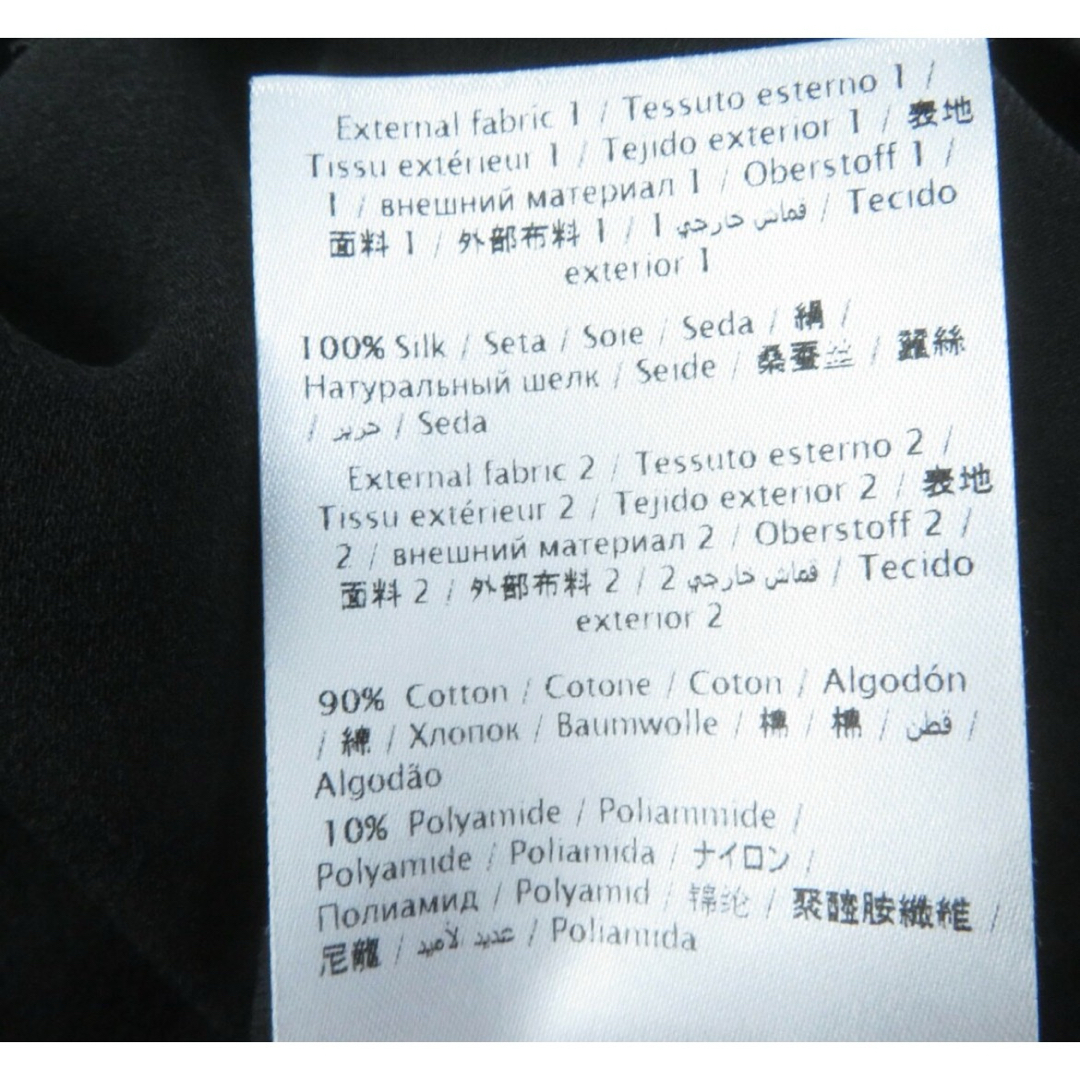 External fabric 1 / Tessuto esterno 1 /
Tissu extérieur 1 / Tejido exterior 1 / 表地
1 / внешний материал 1 / Oberstoff 1 /
面料 1 / 外部布料 1 / قماش خارجي 1 / Tecido
exterior 1
100% Silk / Seta / Soie / Seda / 絹 /
Натуральный шелк / Seide / 桑蚕丝 / 蠶絲
/ حرير / Seda
External fabric 2 / Tessuto esterno 2 /
Tissu extérieur 2 / Tejido exterior 2 / 表地
2 / внешний материал 2 / Oberstoff 2 /
面料 2 / 外部布料 2 / قماش خارجي 2 / Tecido
exterior 2
90% Cotton / Cotone / Coton / Algodón
/ 綿 / Хлопок / Baumwolle / 棉 / 棉 / قطن /
Algodão
10% Polyamide / Poliammide /
Polyamide / Poliamida / ナイロン /
Полиамид / Polyamid / 锦纶 / 聚醯胺纖維 /
尼龍 / عديد الأميد / Poliamida